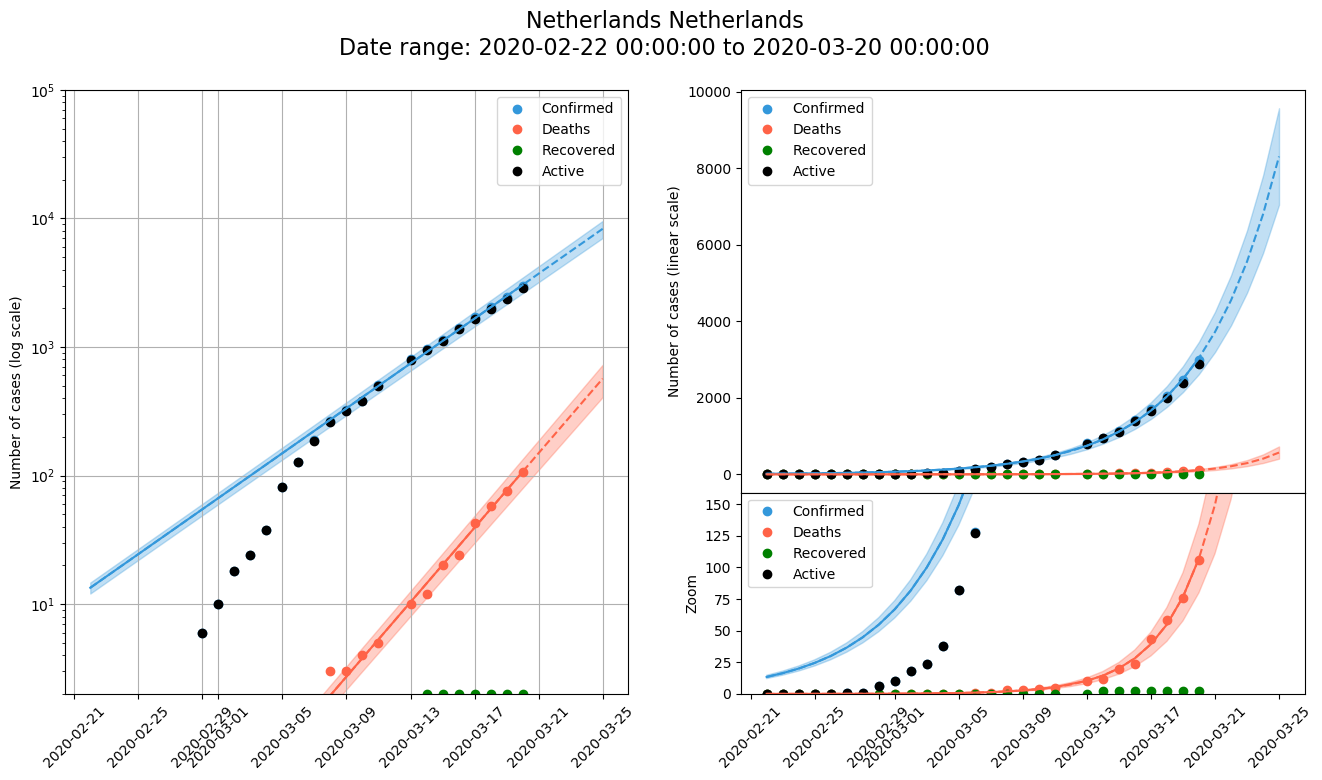 Netherlands Netherlands
Date range: 2020-02-22 00:00:00 to 2020-03-20 00:00:00
Number of cases (log scale)
10^5
10^4
10^3
10^2
10^1
Confirmed
Deaths
Recovered
Active
2020-02-21
2020-02-25
2020-02-29
2020-03-01
2020-03-05
2020-03-09
2020-03-13
2020-03-17
2020-03-21
2020-03-25
Number of cases (linear scale)
10000
8000
6000
4000
2000
0
Confirmed
Deaths
Recovered
Active
Zoom
150
125
100
75
50
25
0
Confirmed
Deaths
Recovered
Active
2020-02-21
2020-02-25
2020-02-29
2020-03-01
2020-03-05
2020-03-09
2020-03-13
2020-03-17
2020-03-21
2020-03-25